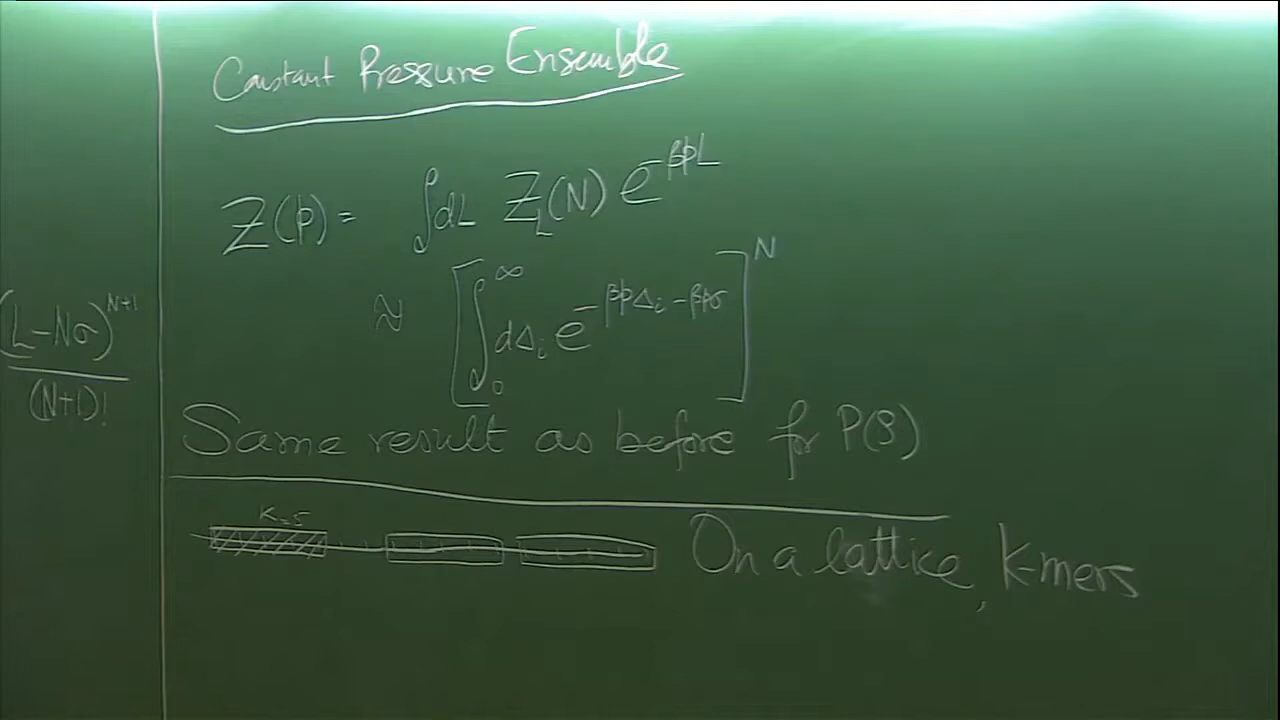 Constant Pressure Ensemble
Z(p) = ∫dL Z_L(N) e^{-βpL}
≈ [∫_0^∞ dΔ_i e^{-βpΔ_i - βpσ}]^N
(L-Nσ)^{N+1}
(N+1)!
Same result as before for P(ρ)
K=5
On a lattice, K-mers